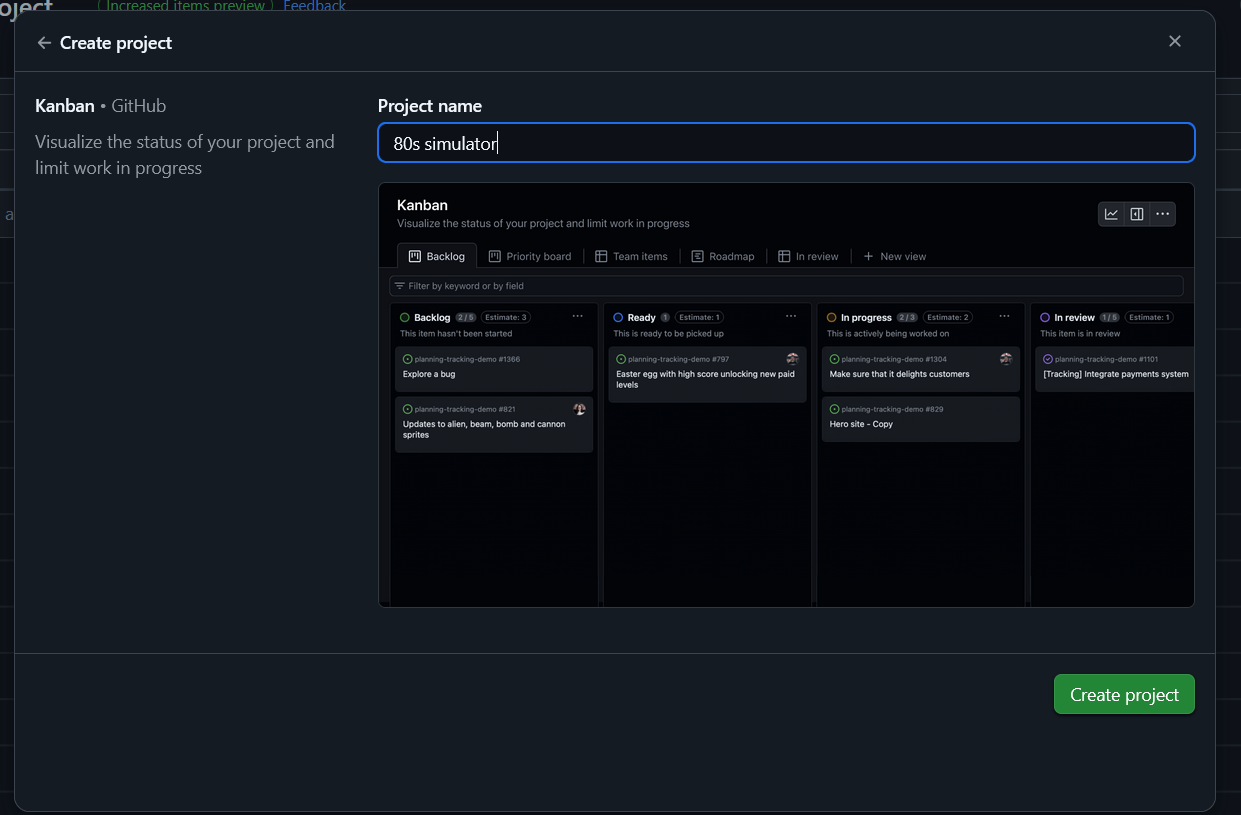 oject Increased items preview Feedback
Create project
Kanban • GitHub
Visualize the status of your project and
limit work in progress
Project name
80s simulator
Kanban
Visualize the status of your project and limit work in progress
Backlog Priority board Team items Roadmap In review + New view
Filter by keyword or by field
Backlog 2/5 Estimate: 3
This item hasn't been started
planning-tracking-demo #1366
Explore a bug
planning-tracking-demo #821
Updates to alien, beam, bomb and cannon
sprites
Ready 1 Estimate: 1
This is ready to be picked up
planning-tracking-demo #797
Easter egg with high score unlocking new paid
levels
In progress 2/3 Estimate: 2
This is actively being worked on
planning-tracking-demo #1304
Make sure that it delights customers
planning-tracking-demo #829
Hero site - Copy
In review 1/5 Estimate: 1
This item is in review
planning-tracking-demo #1101
[Tracking] Integrate payments system
a
Create project